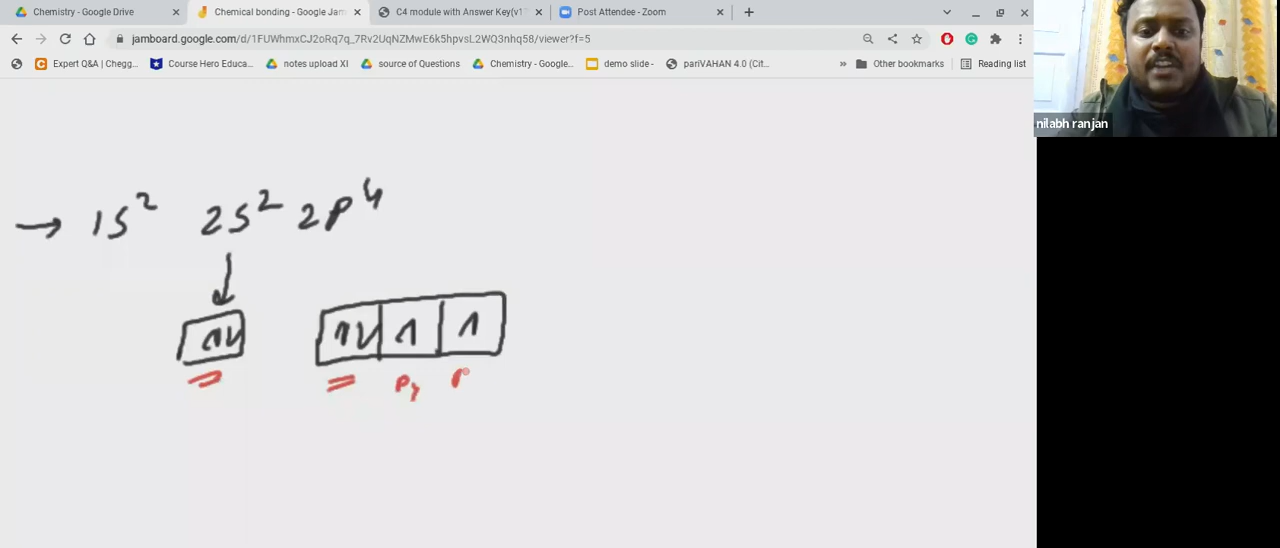 Chemistry - Google Drive
Chemical bonding - Google Jam
C4 module with Answer Key(v1
Post Attendee - Zoom
jamboard.google.com/d/1FUWhmxCJ2oRq7q_7Rv2UqNZMwE6k5hpvsL2WQ3nhq58/viewer?f=5
Expert Q&A | Chegg... Course Hero Educa... notes upload XI source of Questions Chemistry - Google... demo slide - pariVAHAN 4.0 (Cit... » Other bookmarks Reading list
nilabh ranjan
→ 1S² 2S² 2P⁴
↓
↑↓ ↑↓ ↑ ↑
Py P